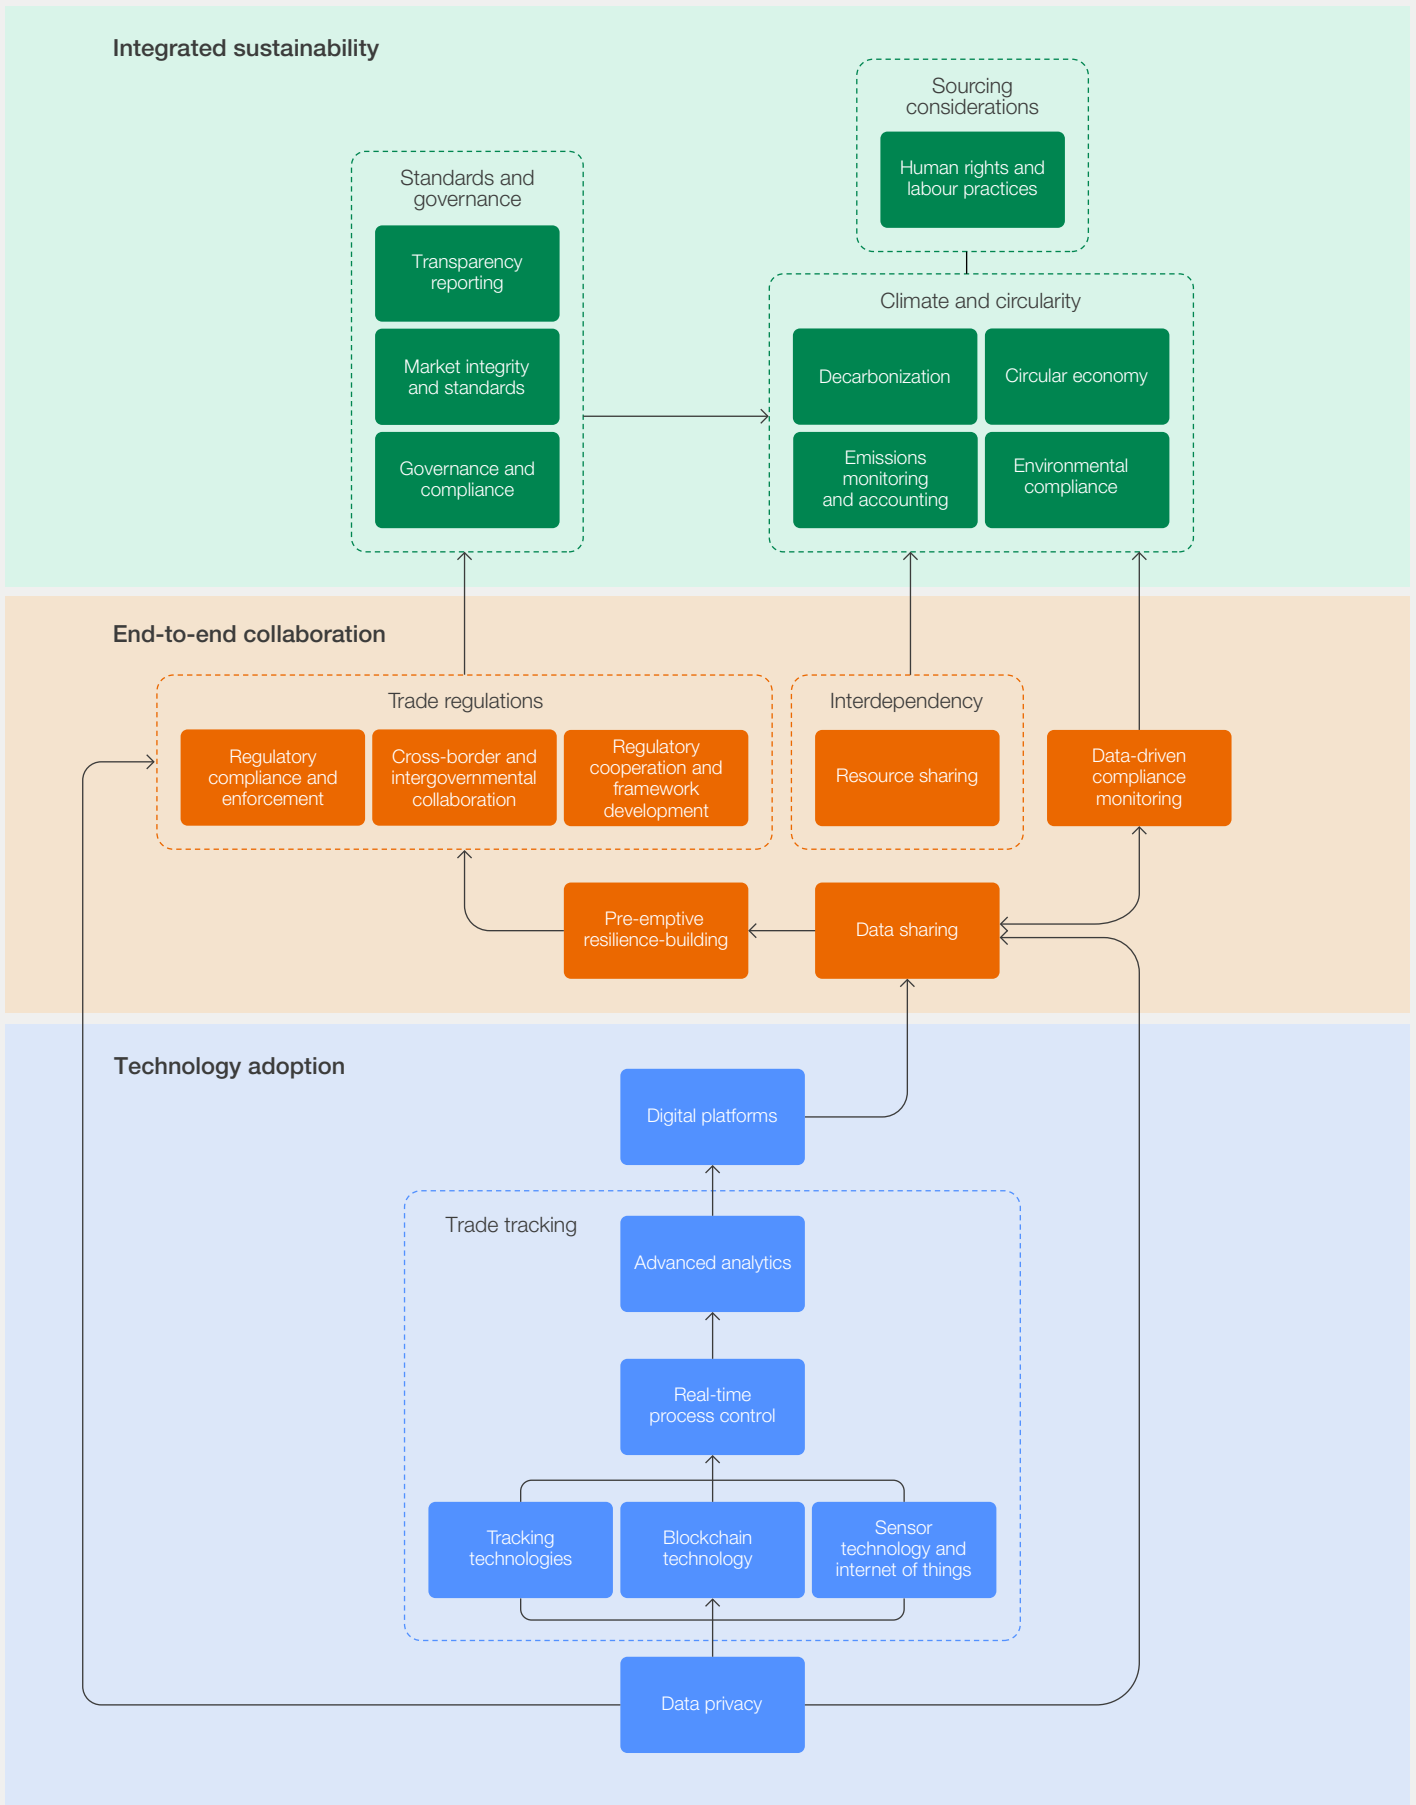 Integrated sustainability
Sourcing
considerations
Human rights and
labour practices
Standards and
governance
Transparency
reporting
Market integrity
and standards
Governance and
compliance
Climate and circularity
Decarbonization
Circular economy
Emissions
monitoring
and accounting
Environmental
compliance
End-to-end collaboration
Trade regulations
Regulatory
compliance and
enforcement
Cross-border and
intergovernmental
collaboration
Regulatory
cooperation and
framework
development
Interdependency
Resource sharing
Data-driven
compliance
monitoring
Pre-emptive
resilience-building
Data sharing
Technology adoption
Digital platforms
Trade tracking
Advanced analytics
Real-time
process control
Tracking
technologies
Blockchain
technology
Sensor
technology and
internet of things
Data privacy